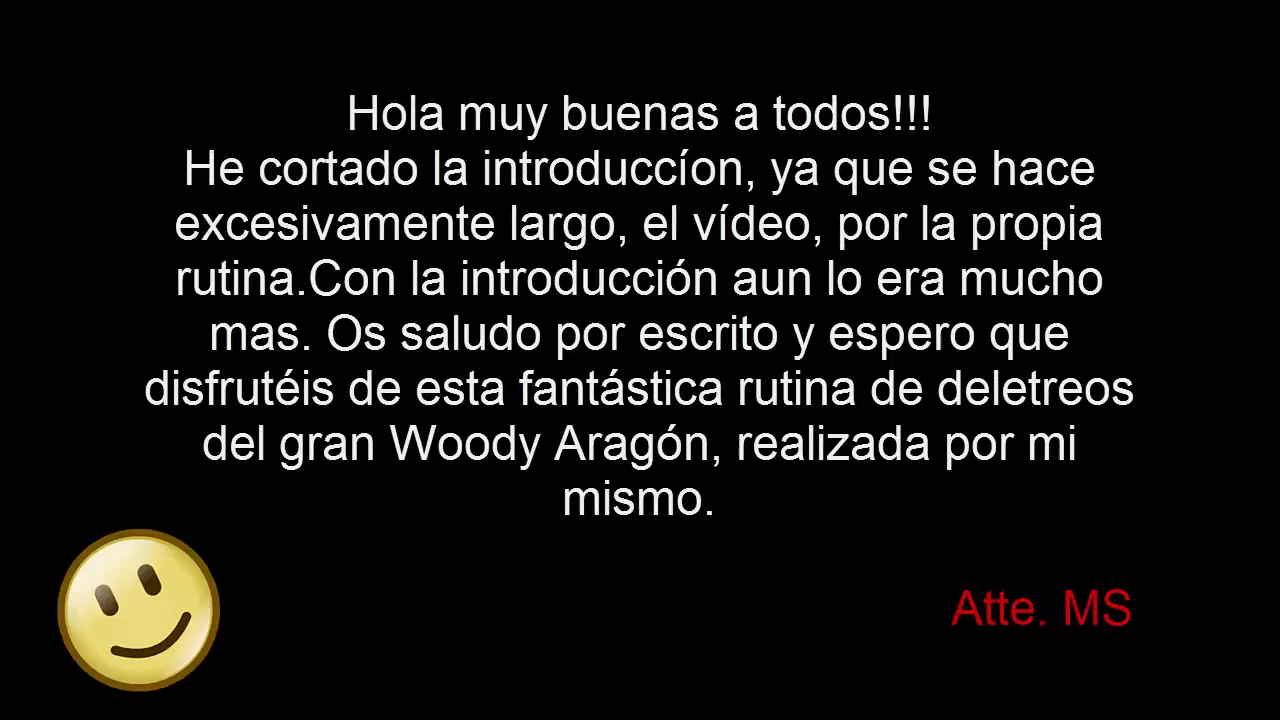 Hola muy buenas a todos!!!
He cortado la introduccíon, ya que se hace
excesivamente largo, el vídeo, por la propia
rutina.Con la introducción aun lo era mucho
mas. Os saludo por escrito y espero que
disfrutéis de esta fantástica rutina de deletreos
del gran Woody Aragón, realizada por mi
mismo.
Atte. MS